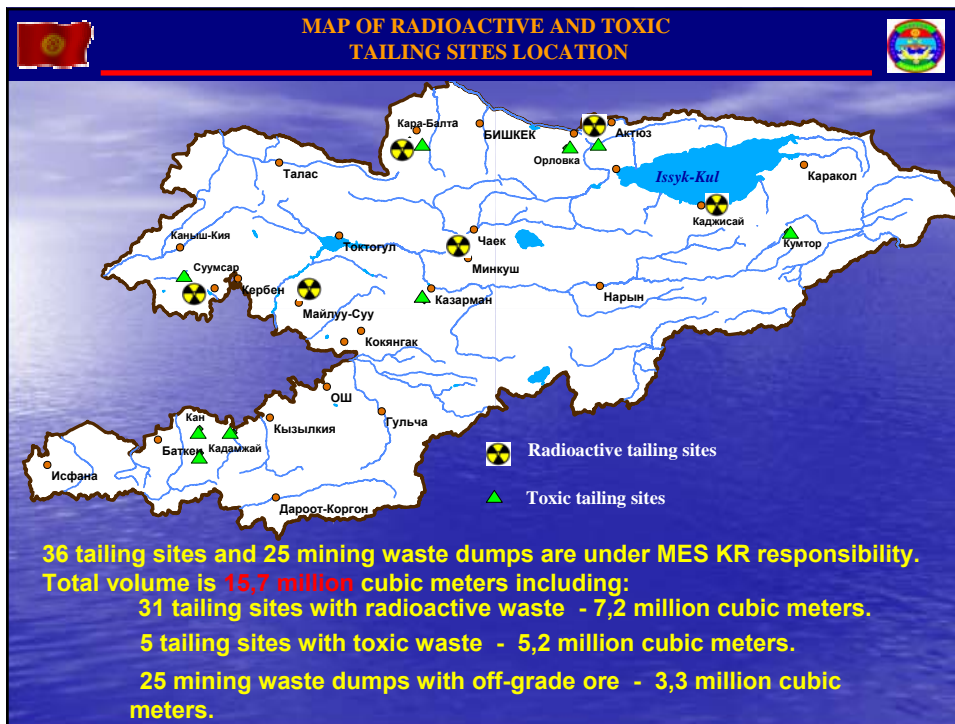 MAP OF RADIOACTIVE AND TOXIC
TAILING SITES LOCATION
Кара-Балта
БИШКЕК
Актюз
Орловка
Талас
Issyk-Kul
Каракол
Каджисай
Каныш-Кия
Токтогул
Чаек
Кумтор
Суумсар
Минкуш
Кербен
Казарман
Нарын
Майлуу-Суу
Кокянгак
ОШ
Кан
Кызылкия
Гульча
Баткен
Кадамжай
Исфана
Дароот-Коргон
Radioactive tailing sites
Toxic tailing sites
36 tailing sites and 25 mining waste dumps are under MES KR responsibility.
Total volume is 15,7 million cubic meters including:
31 tailing sites with radioactive waste - 7,2 million cubic meters.
5 tailing sites with toxic waste - 5,2 million cubic meters.
25 mining waste dumps with off-grade ore - 3,3 million cubic
meters.